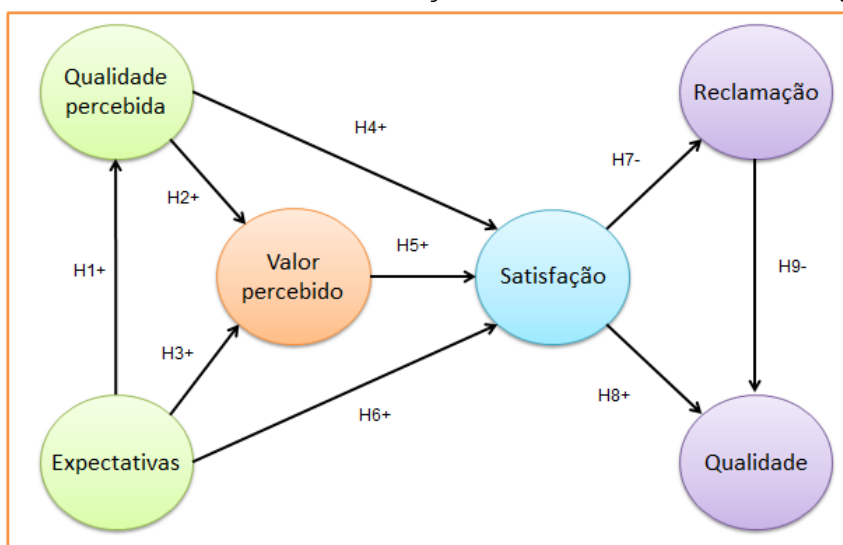 Qualidade
percebida
Reclamação
H4+
H7-
H2+
H5+
Valor
percebido
Satisfação
H1+
H9-
H3+
H8+
H6+
Expectativas
Qualidade